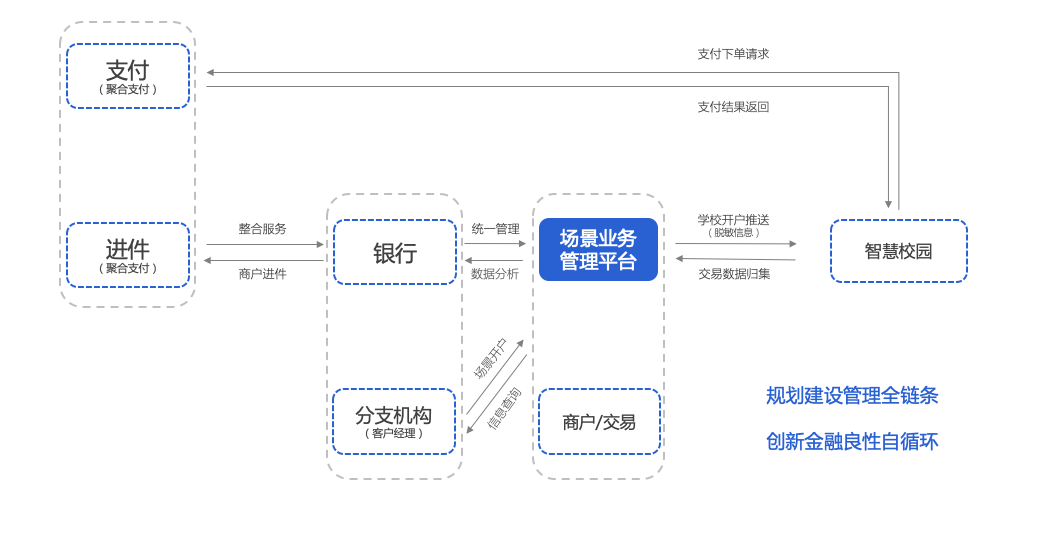 支付
（聚合支付）
支付下单请求
支付结果返回
进件
（聚合支付）
整合服务
商户进件
银行
统一管理
数据分析
场景业务
管理平台
学校开户推送
（脱敏信息）
交易数据归集
智慧校园
场景开户
信息查询
分支机构
（客户经理）
商户/交易
规划建设管理全链条
创新金融良性自循环